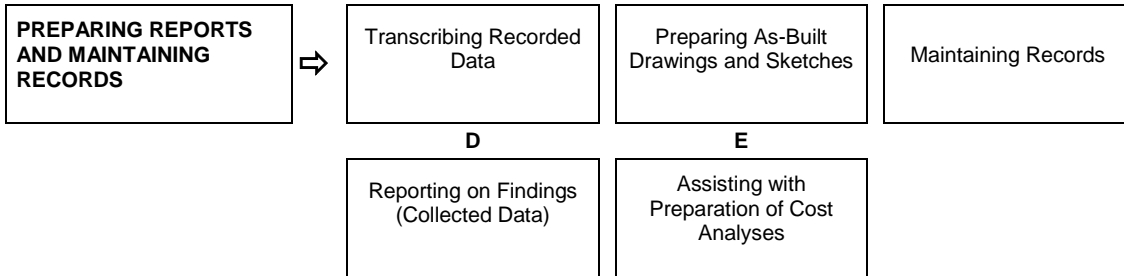 PREPARING REPORTS
AND MAINTAINING
RECORDS
Transcribing Recorded
Data
Preparing As-Built
Drawings and Sketches
Maintaining Records
D
E
Reporting on Findings
(Collected Data)
Assisting with
Preparation of Cost
Analyses